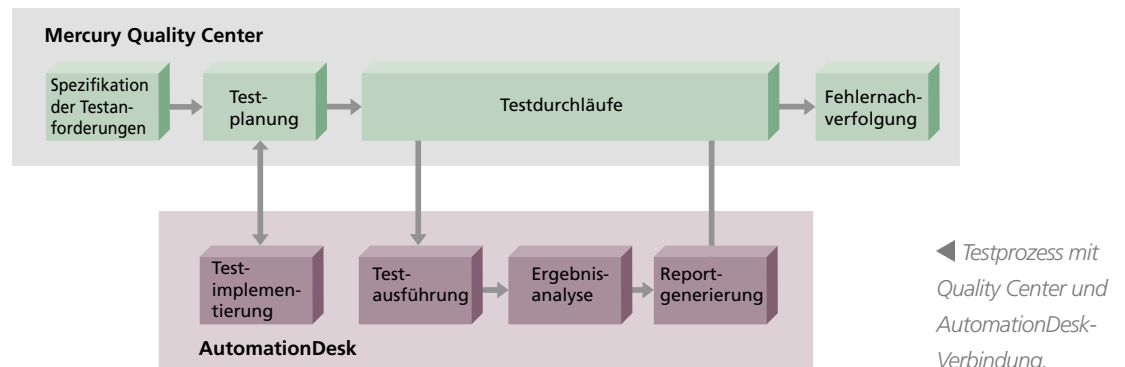 Mercury Quality Center
Spezifikation
der Testan-
forderungen
Test-
planung
Testdurchläufe
Fehlernach-
verfolgung
Test-
implemen-
tierung
Test-
ausführung
Ergebnis-
analyse
Report-
generierung
AutomationDesk
Testprozess mit
Quality Center und
AutomationDesk-
Verbindung.